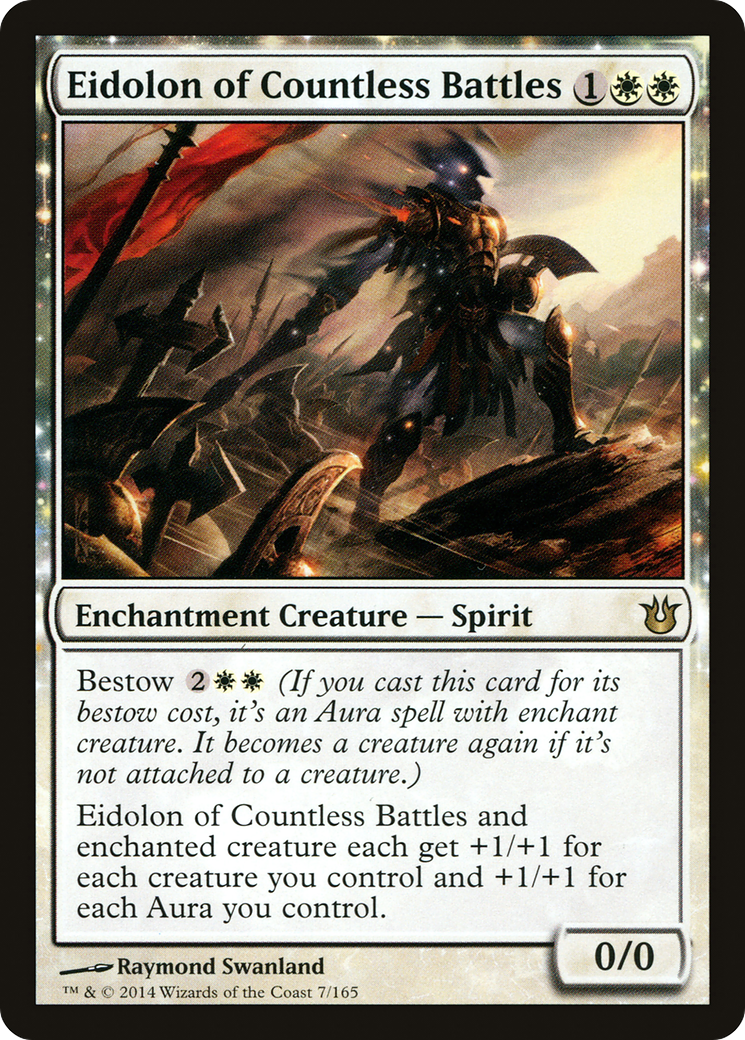 Eidolon of Countless Battles 1
Enchantment Creature — Spirit
Bestow 2 (If you cast this card for its
bestow cost, it's an Aura spell with enchant
creature. It becomes a creature again if it's
not attached to a creature.)
Eidolon of Countless Battles and
enchanted creature each get +1/+1 for
each creature you control and +1/+1 for
each Aura you control.
0/0
Raymond Swanland
™ & © 2014 Wizards of the Coast 7/165